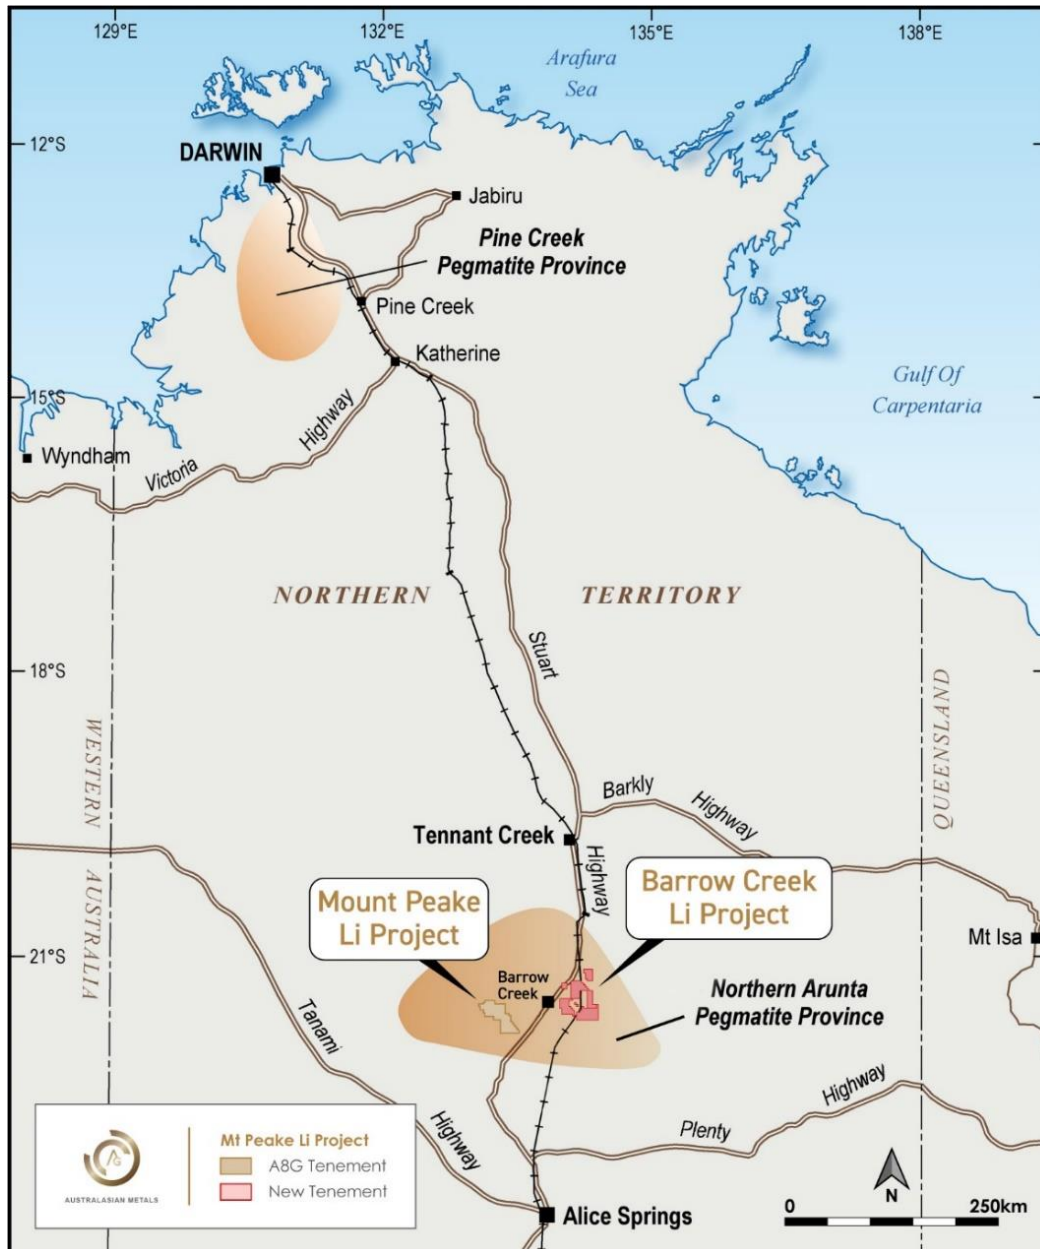 129°E
132°E
135°E
138°E
Arafura
Sea
12°S
DARWIN
Jabiru
Pine Creek
Pegmatite Province
Pine Creek
Katherine
Gulf Of
Carpentaria
15°S
Wyndham
Victoria
Highway
NORTHERN TERRITORY
Stuart
18°S
WESTERN
AUSTRALIA
QUEENSLAND
Barkly
Highway
Tennant Creek
Highway
Mount Peake
Li Project
Barrow Creek
Li Project
Mt Isa
21°S
Barrow
Creek
Northern Arunta
Pegmatite Province
Tanami
Highway
Plenty
Highway
Mt Peake Li Project
A8G Tenement
New Tenement
AG
AUSTRALASIAN METALS
N
0 250km
Alice Springs